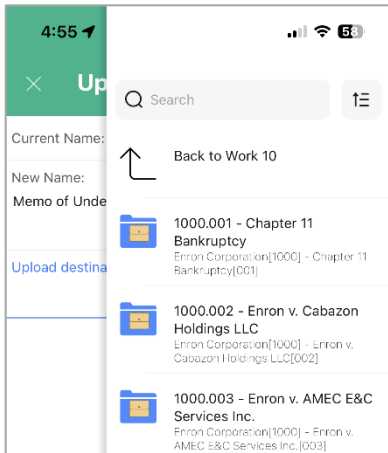 4:55
58
Up
Search
Current Name:
Back to Work 10
New Name:
Memo of Unde
1000.001 - Chapter 11
Bankruptcy
Enron Corporation[1000] - Chapter 11
Bankruptcy[001]
Upload destina
1000.002 - Enron v. Cabazon
Holdings LLC
Enron Corporation[1000] - Enron v.
Cabazon Holdings LLC[002]
1000.003 - Enron v. AMEC E&C
Services Inc.
Enron Corporation[1000] - Enron v.
AMEC E&C Services Inc.[003]